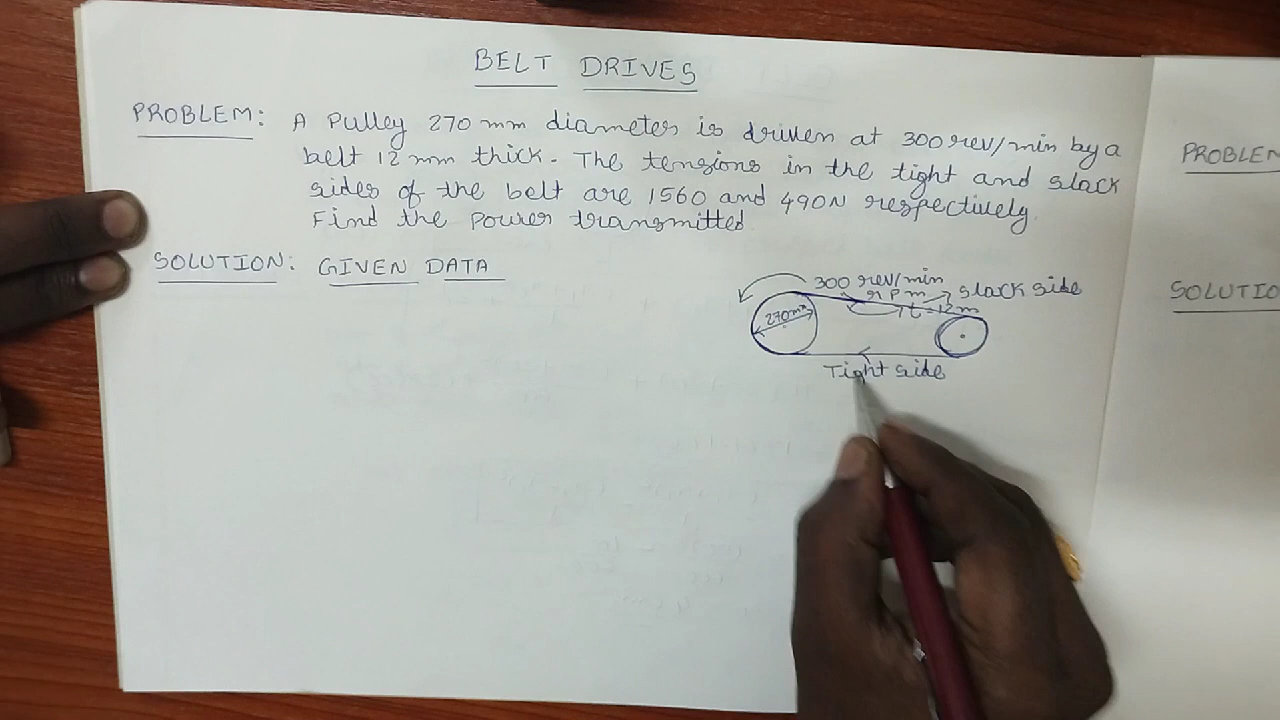 BELT DRIVES
PROBLEM: A Pulley 270 mm diameter is driven at 300 rev/min by a
belt 12 mm thick. The tensions in the tight and slack
sides of the belt are 1560 and 490N respectively.
Find the power transmitted
SOLUTION: GIVEN DATA
300 rev/min
rpm
slack side
t = 12m
270mm
Tight side
PROBLEM
SOLUTIO